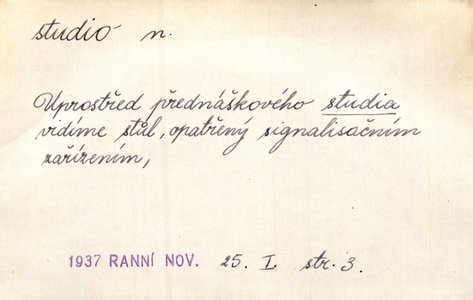 studio n.
Uprostřed přednáškového studia
vidíme stůl, opatřený signalisačním
zařízením,
1937 RANNÍ NOV. 25. I. str. 3.